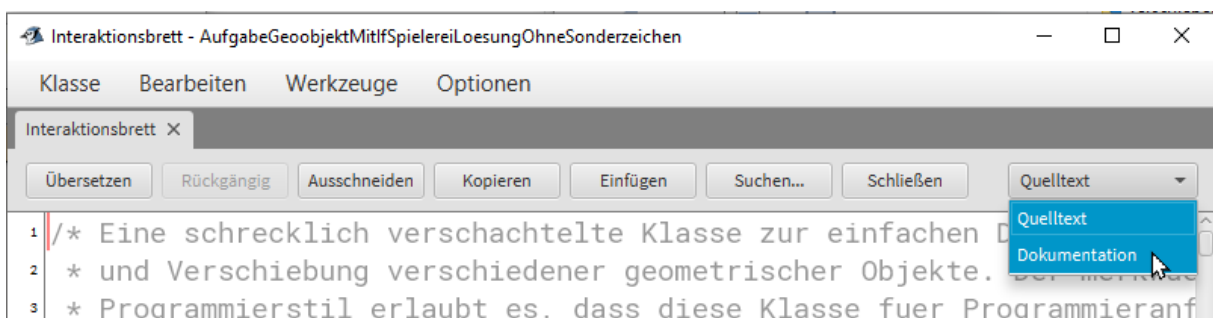 Interaktionsbrett - AufgabeGeoobjektMitIfSpielereiLoesungOhneSonderzeichen
Klasse Bearbeiten Werkzeuge Optionen
Interaktionsbrett
Übersetzen Rückgängig Ausschneiden Kopieren Einfügen Suchen... Schließen Quelltext
Quelltext
Dokumentation
1 /* Eine schrecklich verschachtelte Klasse zur einfachen
2 * und Verschiebung verschiedener geometrischer Objekte.
3 * Programmierstil erlaubt es, dass diese Klasse fuer Programmieranf